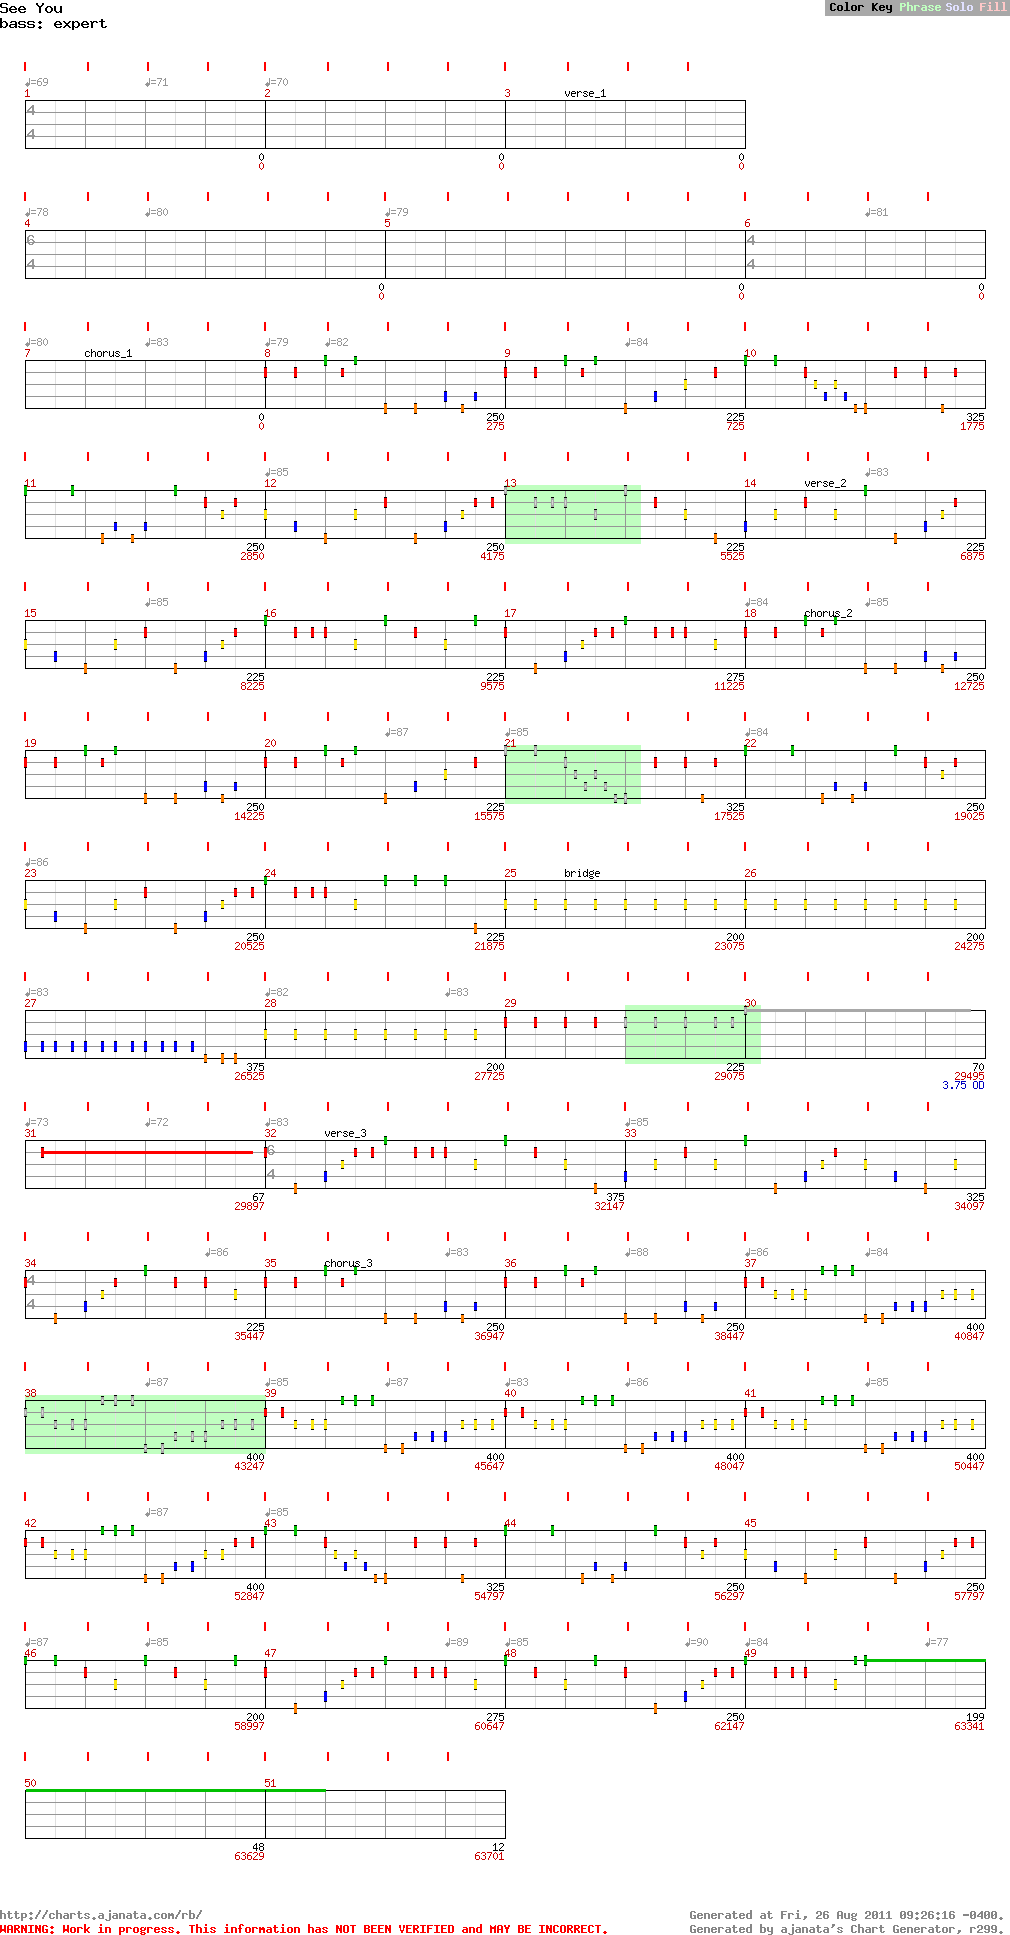 See You
bass: expert
Color Key Phrase Solo Fill
♩=69 ♩=71 ♩=70
1 2 3 verse_1
4
4
0 0 0
0 0 0
♩=78 ♩=80 ♩=79 ♩=81
4 5 6
6 4
4 4
0 0 0
0 0 0
♩=80 ♩=83 ♩=79 ♩=82 ♩=84
7 chorus_1 8 9 10
0 250 225 325
0 275 725 1775
♩=85 ♩=83
11 12 13 14 verse_2
250 250 225 225
2850 4175 5525 6875
♩=85 ♩=84 ♩=85
15 16 17 18 chorus_2
225 225 275 250
8225 9575 11225 12725
♩=87 ♩=85 ♩=84
19 20 21 22
250 225 325 250
14225 15575 17525 19025
♩=86
23 24 25 bridge 26
250 225 200 200
20525 21875 23075 24275
♩=83 ♩=82 ♩=83
27 28 29 30
375 200 225 70
26525 27725 29075 29495
3.75 OD
♩=73 ♩=72 ♩=83 ♩=85
31 32 verse_3 33
6
4
67 375 325
29897 32147 34097
♩=86 ♩=83 ♩=88 ♩=86 ♩=84
34 35 chorus_3 36 37
4
4
225 250 250 400
35447 36947 38447 40847
♩=87 ♩=85 ♩=87 ♩=83 ♩=86 ♩=85
38 39 40 41
400 400 400 400
43247 45647 48047 50447
♩=87 ♩=85
42 43 44 45
400 325 250 250
52847 54797 56297 57797
♩=87 ♩=85 ♩=89 ♩=85 ♩=90 ♩=84 ♩=77
46 47 48 49
200 275 250 199
58997 60647 62147 63341
50 51
48 12
63629 63701
http://charts.ajanata.com/rb/ Generated at Fri, 26 Aug 2011 09:26:16 -0400.
WARNING: Work in progress. This information has NOT BEEN VERIFIED and MAY BE INCORRECT. Generated by ajanata's Chart Generator, r299.